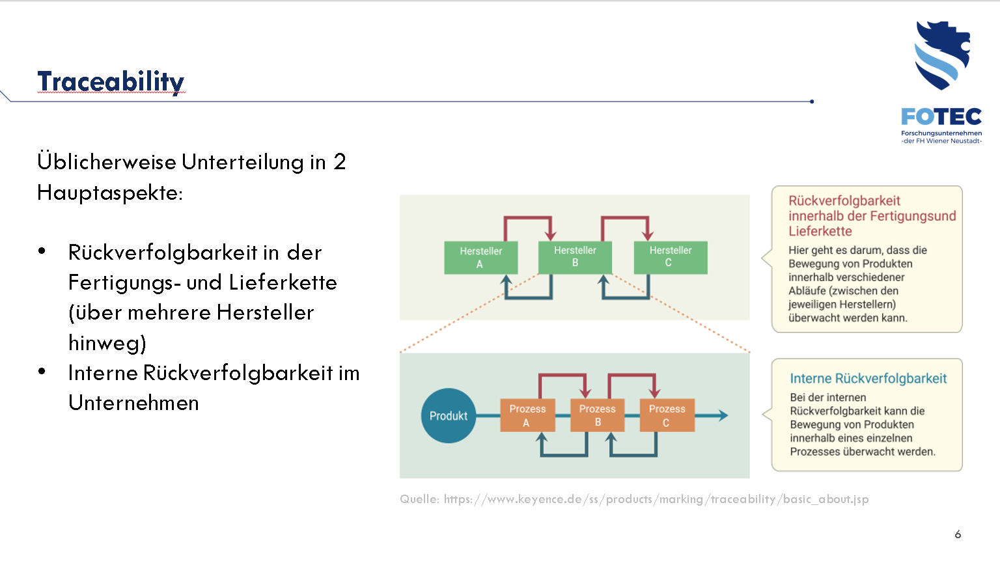 Traceability
FOTEC
Forschungsunternehmen
-der FH Wiener Neustadt-
Üblicherweise Unterteilung in 2
Hauptaspekte:
• Rückverfolgbarkeit in der
Fertigungs- und Lieferkette
(über mehrere Hersteller
hinweg)
• Interne Rückverfolgbarkeit im
Unternehmen
Hersteller
A
Hersteller
B
Hersteller
C
Rückverfolgbarkeit
innerhalb der Fertigungsund
Lieferkette
Hier geht es darum, dass die
Bewegung von Produkten
innerhalb verschiedener
Abläufe (zwischen den
jeweiligen Herstellern)
überwacht werden kann.
Produkt
Prozess
A
Prozess
B
Prozess
C
Interne Rückverfolgbarkeit
Bei der internen
Rückverfolgbarkeit kann die
Bewegung von Produkten
innerhalb eines einzelnen
Prozesses überwacht werden.
Quelle: https://www.keyence.de/ss/products/marking/traceability/basic_about.jsp
6